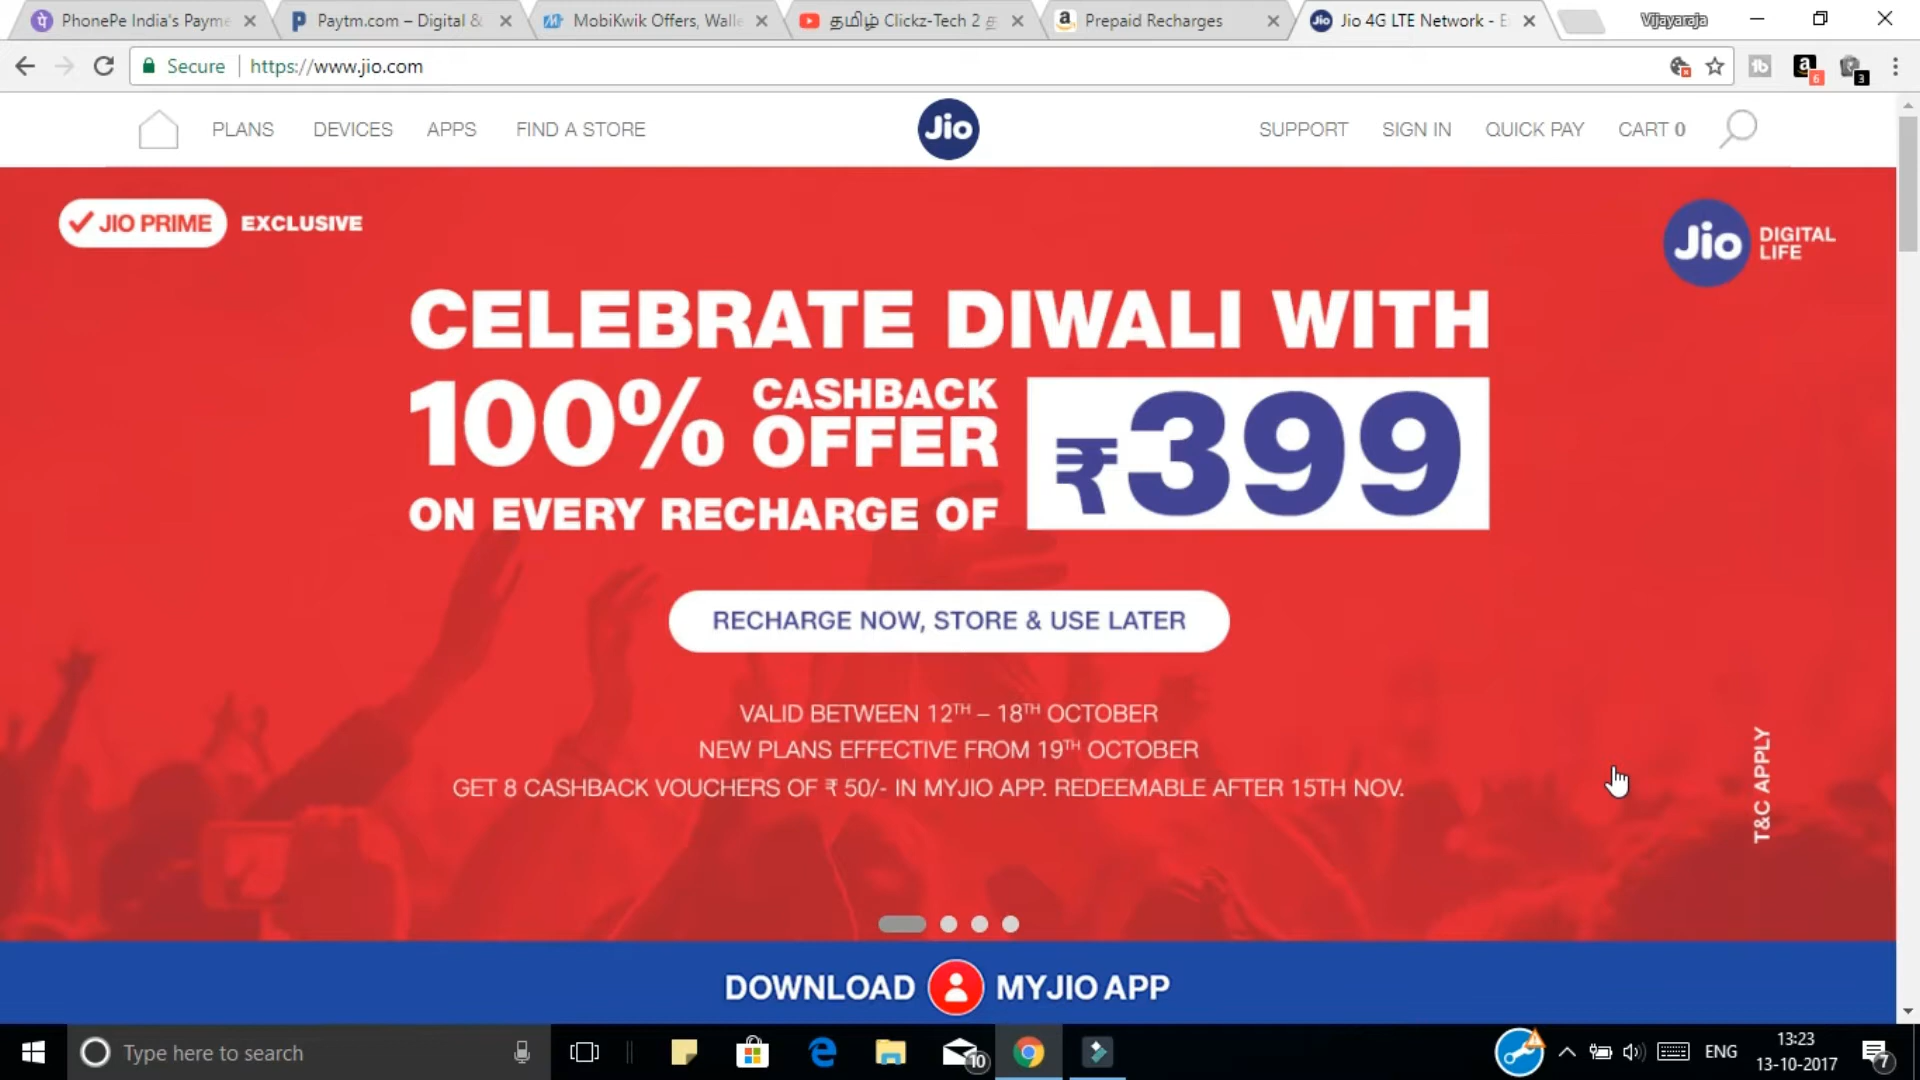 PhonePe India's Payme
Paytm.com – Digital &
MobiKwik Offers, Walle
தமிழ் Clickz-Tech 2 த
Prepaid Recharges
Jio 4G LTE Network - E
Vijayaraja
Secure
https://www.jio.com
6
3
PLANS
DEVICES
APPS
FIND A STORE
Jio
SUPPORT
SIGN IN
QUICK PAY
CART 0
JIO PRIME
EXCLUSIVE
Jio
DIGITAL
LIFE
CELEBRATE DIWALI WITH
100%
CASHBACK
OFFER
ON EVERY RECHARGE OF
₹399
RECHARGE NOW, STORE & USE LATER
VALID BETWEEN 12TH – 18TH OCTOBER
NEW PLANS EFFECTIVE FROM 19TH OCTOBER
GET 8 CASHBACK VOUCHERS OF ₹ 50/- IN MYJIO APP. REDEEMABLE AFTER 15TH NOV.
T&C APPLY
DOWNLOAD
MYJIO APP
Type here to search
10
ENG
13:23
13-10-2017
7